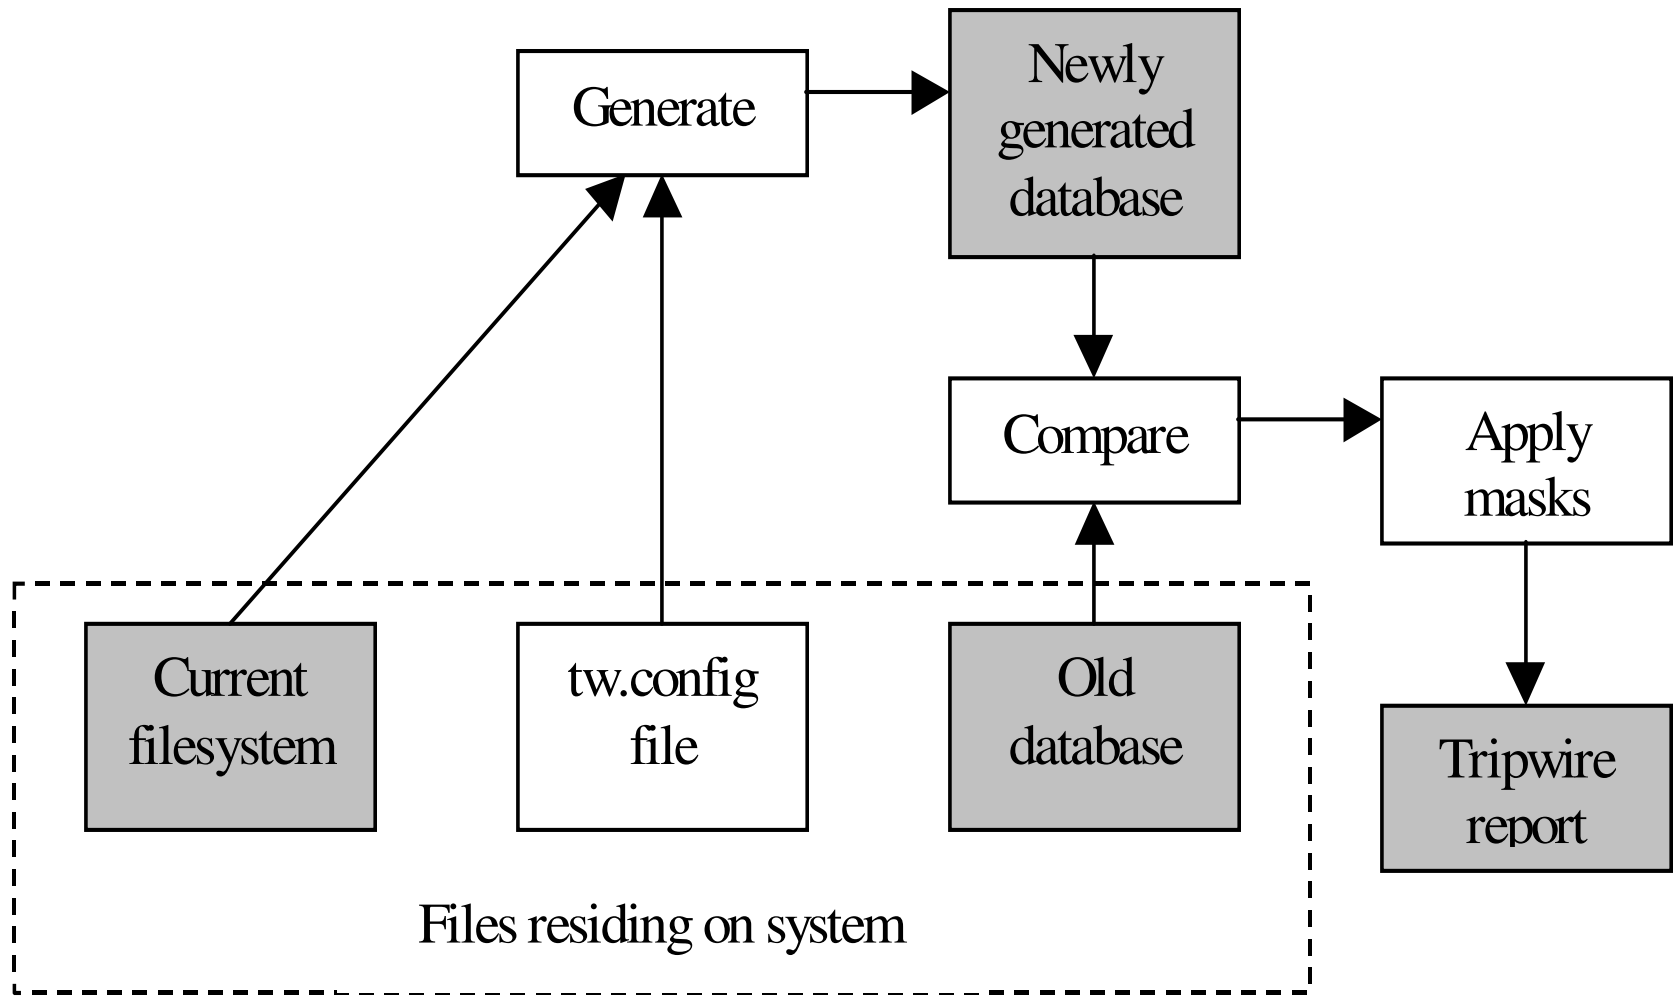 Generate
Newly
generated
database
Compare
Apply
masks
Current
filesystem
tw.config
file
Old
database
Tripwire
report
Files residing on system